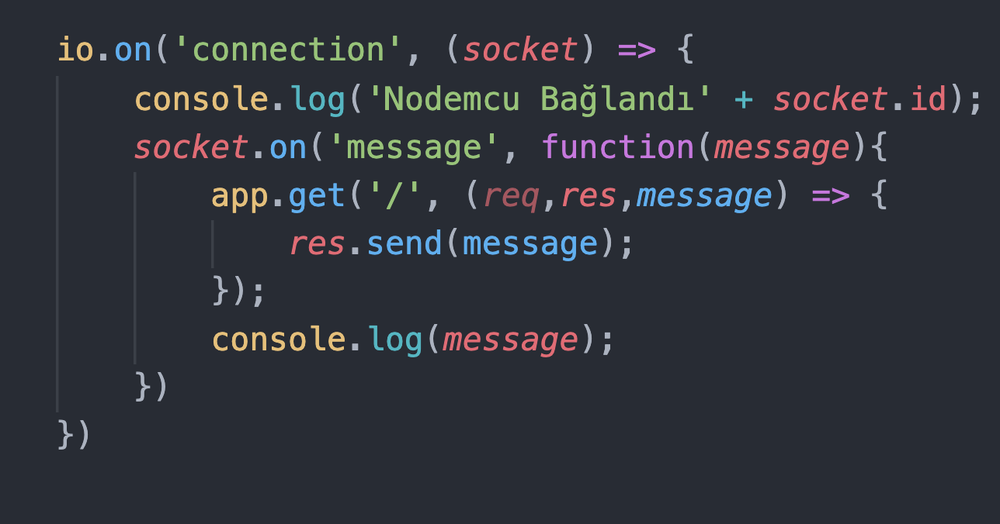 io.on('connection', (socket) => {
    console.log('Nodemcu Bağlandı' + socket.id);
    socket.on('message', function(message){
        app.get('/', (req,res,message) => {
            res.send(message);
        });
        console.log(message);
    })
})